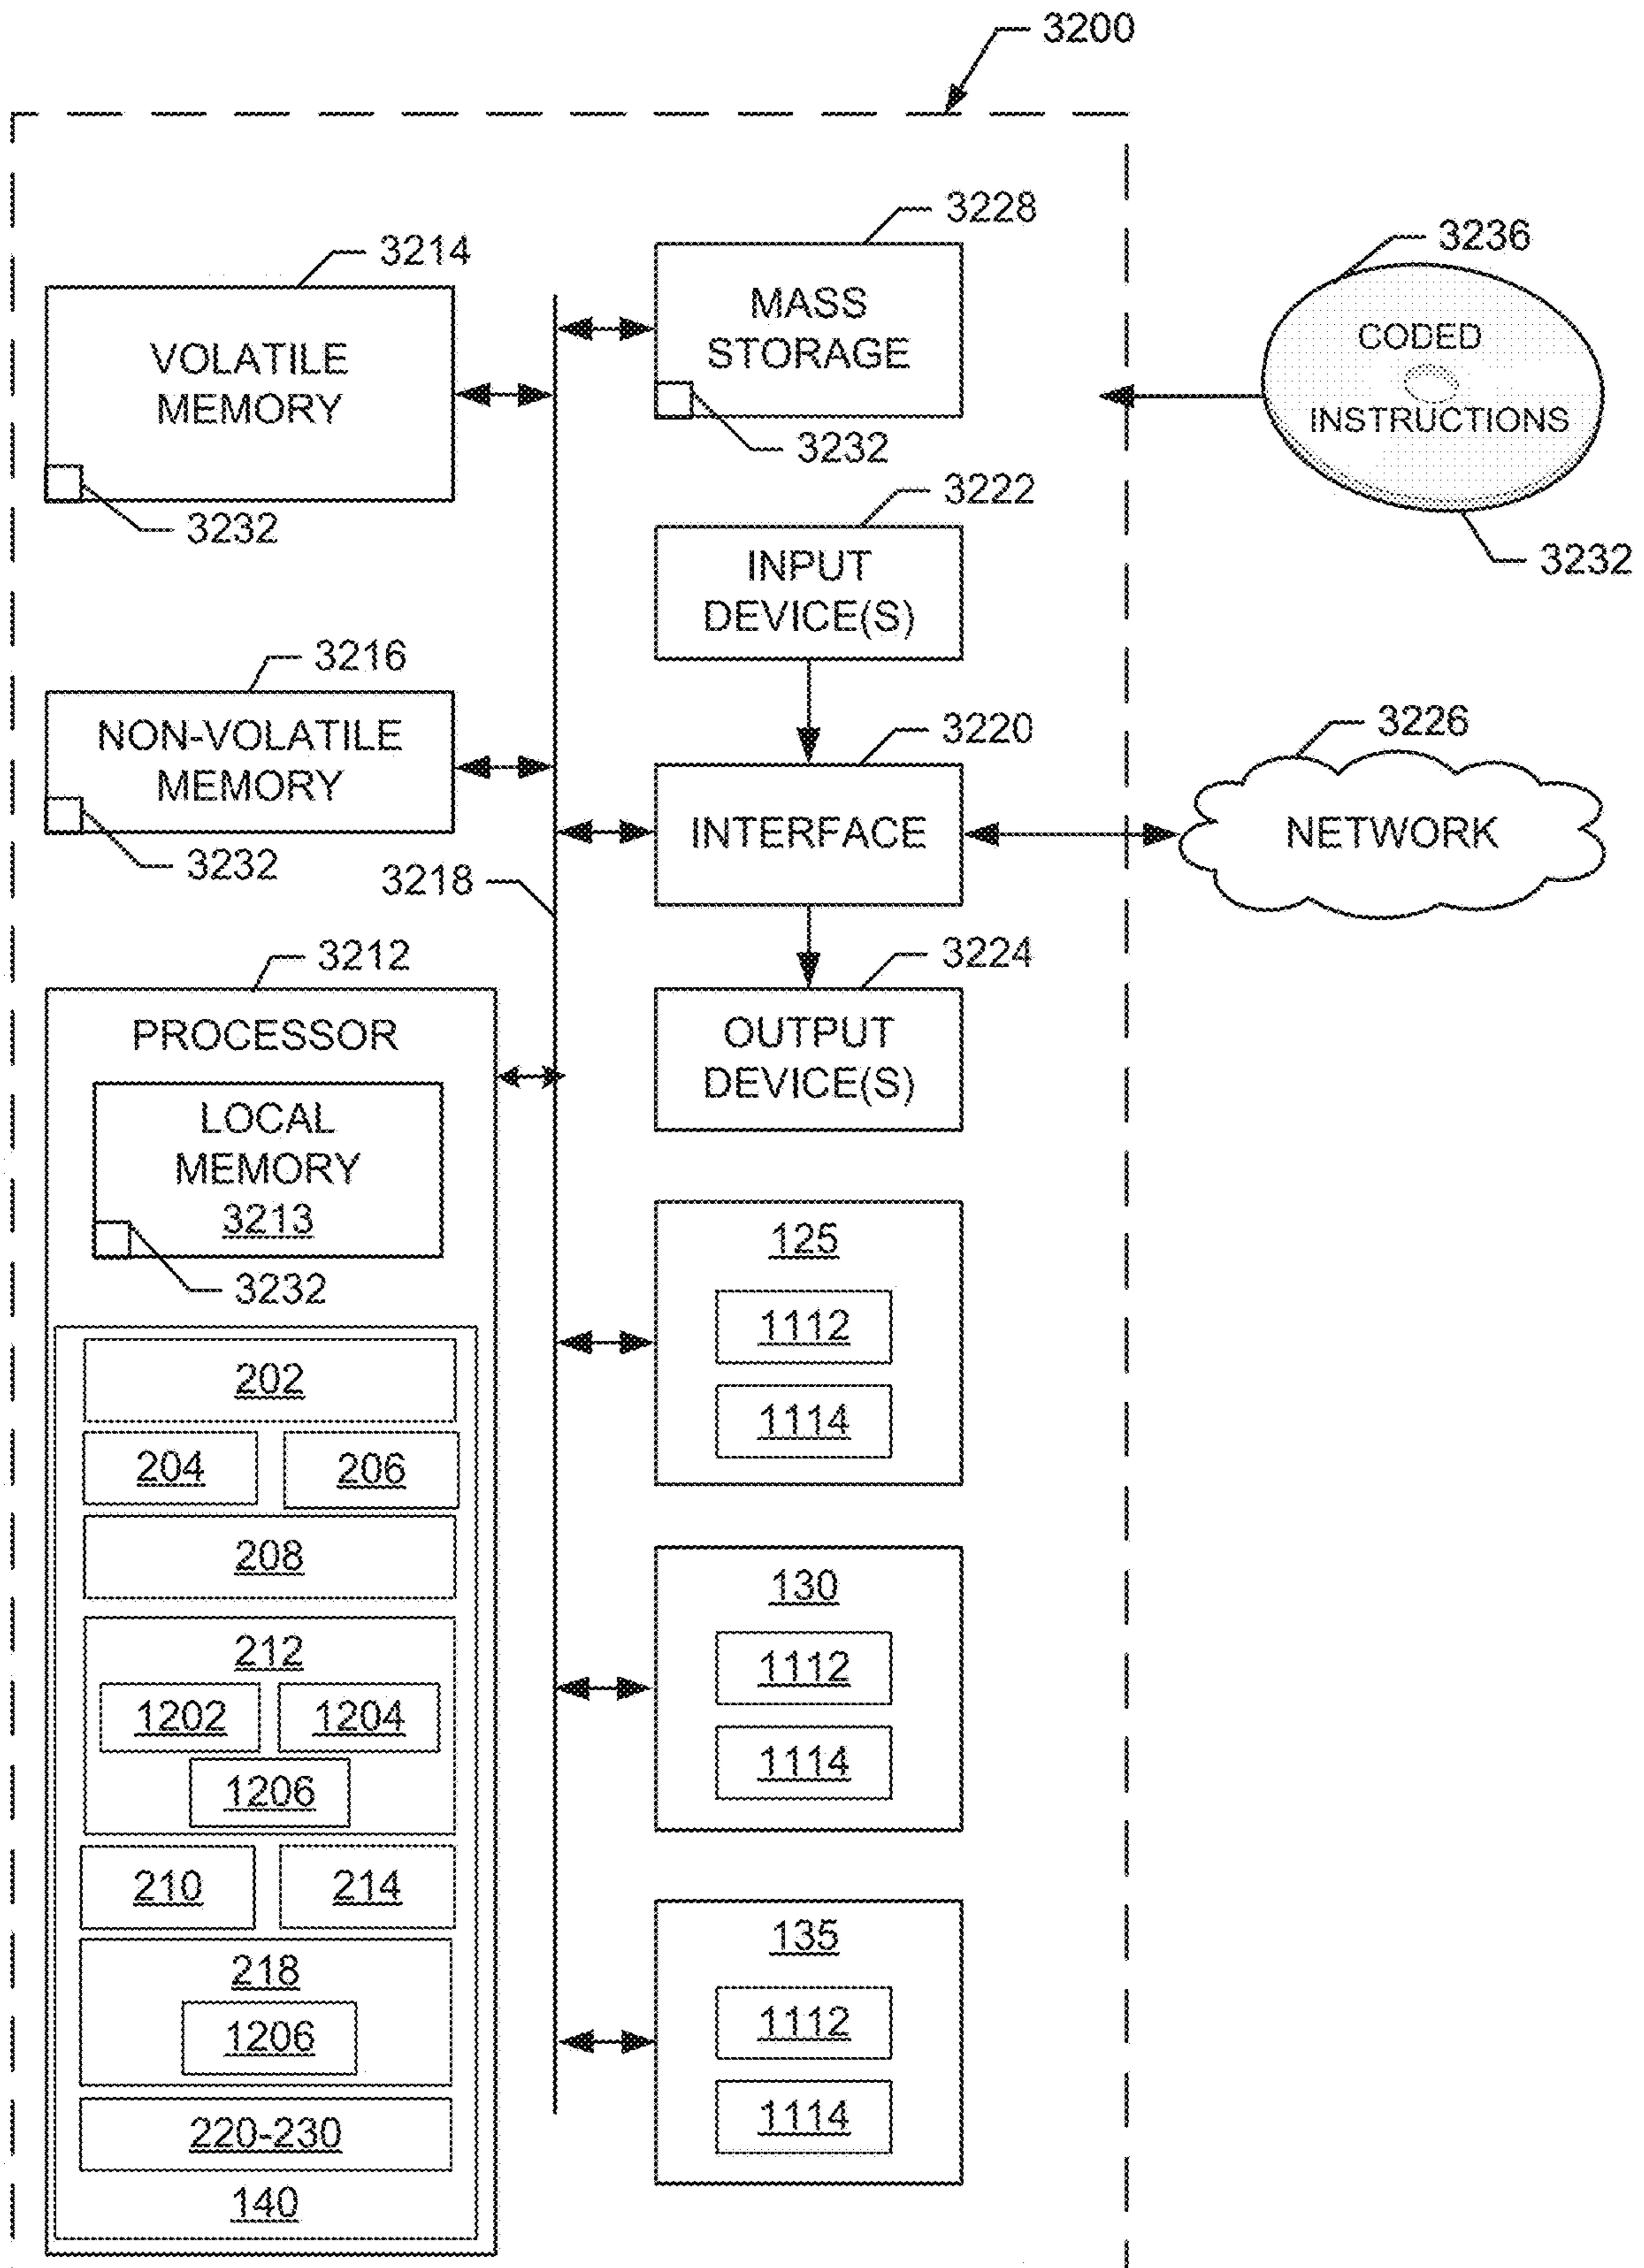 3200
3228
3214
3236
MASS
STORAGE
VOLATILE
MEMORY
CODED
INSTRUCTIONS
3232
3232
3222
3232
INPUT
DEVICE(S)
3216
3220
3226
NON-VOLATILE
MEMORY
INTERFACE
NETWORK
3232
3218
3212
3224
PROCESSOR
OUTPUT
DEVICE(S)
LOCAL
MEMORY
3213
3232
125
1112
1114
202
204 206
208
130
1112
1114
212
1202 1204
1206
210 214
135
1112
1114
218
1206
220-230
140